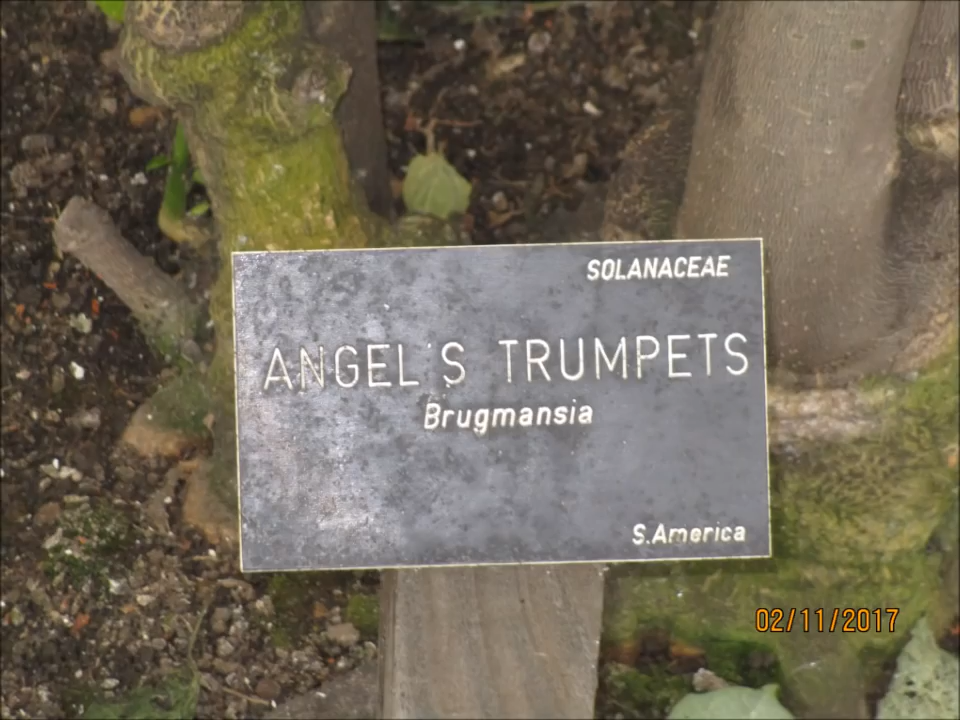 SOLANACEAE
ANGEL'S TRUMPETS
Brugmansia
S.America
02/11/2017